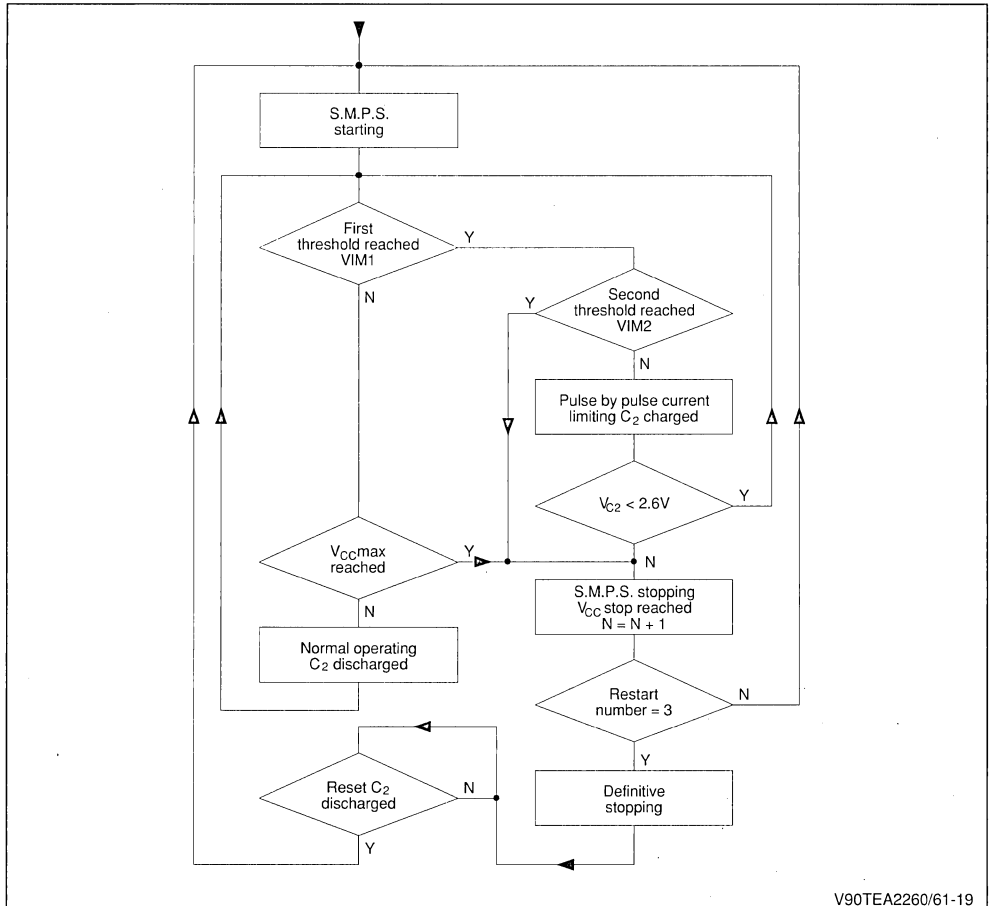 S.M.P.S.
starting
First
threshold reached
VIM1
Y
N
Second
threshold reached
VIM2
Y
N
Pulse by pulse current
limiting C2 charged
VC2 < 2.6V
Y
N
VCCmax
reached
Y
N
S.M.P.S. stopping
VCC stop reached
N = N + 1
Normal operating
C2 discharged
Restart
number = 3
N
Y
Reset C2
discharged
N
Y
Definitive
stopping
V90TEA2260/61-19